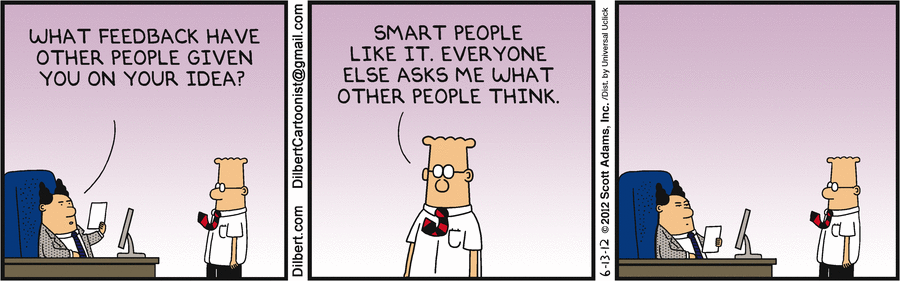 WHAT FEEDBACK HAVE
OTHER PEOPLE GIVEN
YOU ON YOUR IDEA?
Dilbert.com DilbertCartoonist@gmail.com
SMART PEOPLE
LIKE IT. EVERYONE
ELSE ASKS ME WHAT
OTHER PEOPLE THINK.
6-13-12 © 2012 Scott Adams, Inc. /Dist. by Universal Uclick